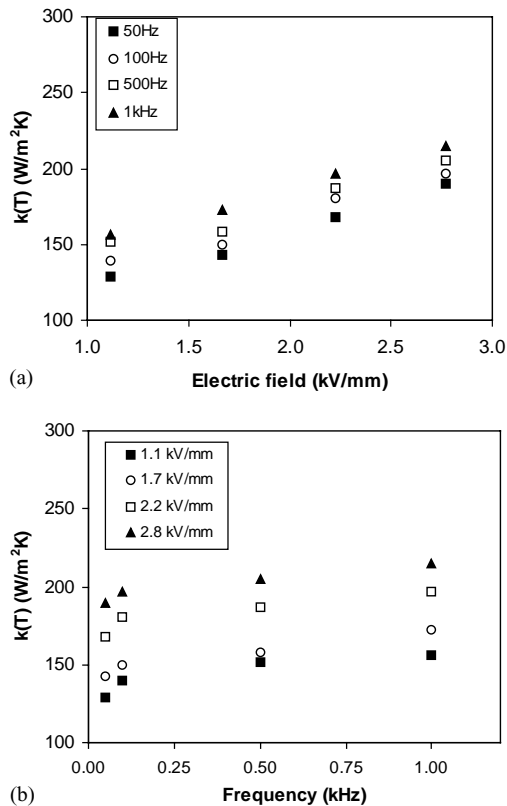 300
250
200
150
100
k(T) (W/m²K)
50Hz
100Hz
500Hz
1kHz
1.0
1.5
2.0
2.5
3.0
(a)
Electric field (kV/mm)
300
250
200
150
100
k(T) (W/m²K)
1.1 kV/mm
1.7 kV/mm
2.2 kV/mm
2.8 kV/mm
0.00
0.25
0.50
0.75
1.00
(b)
Frequency (kHz)